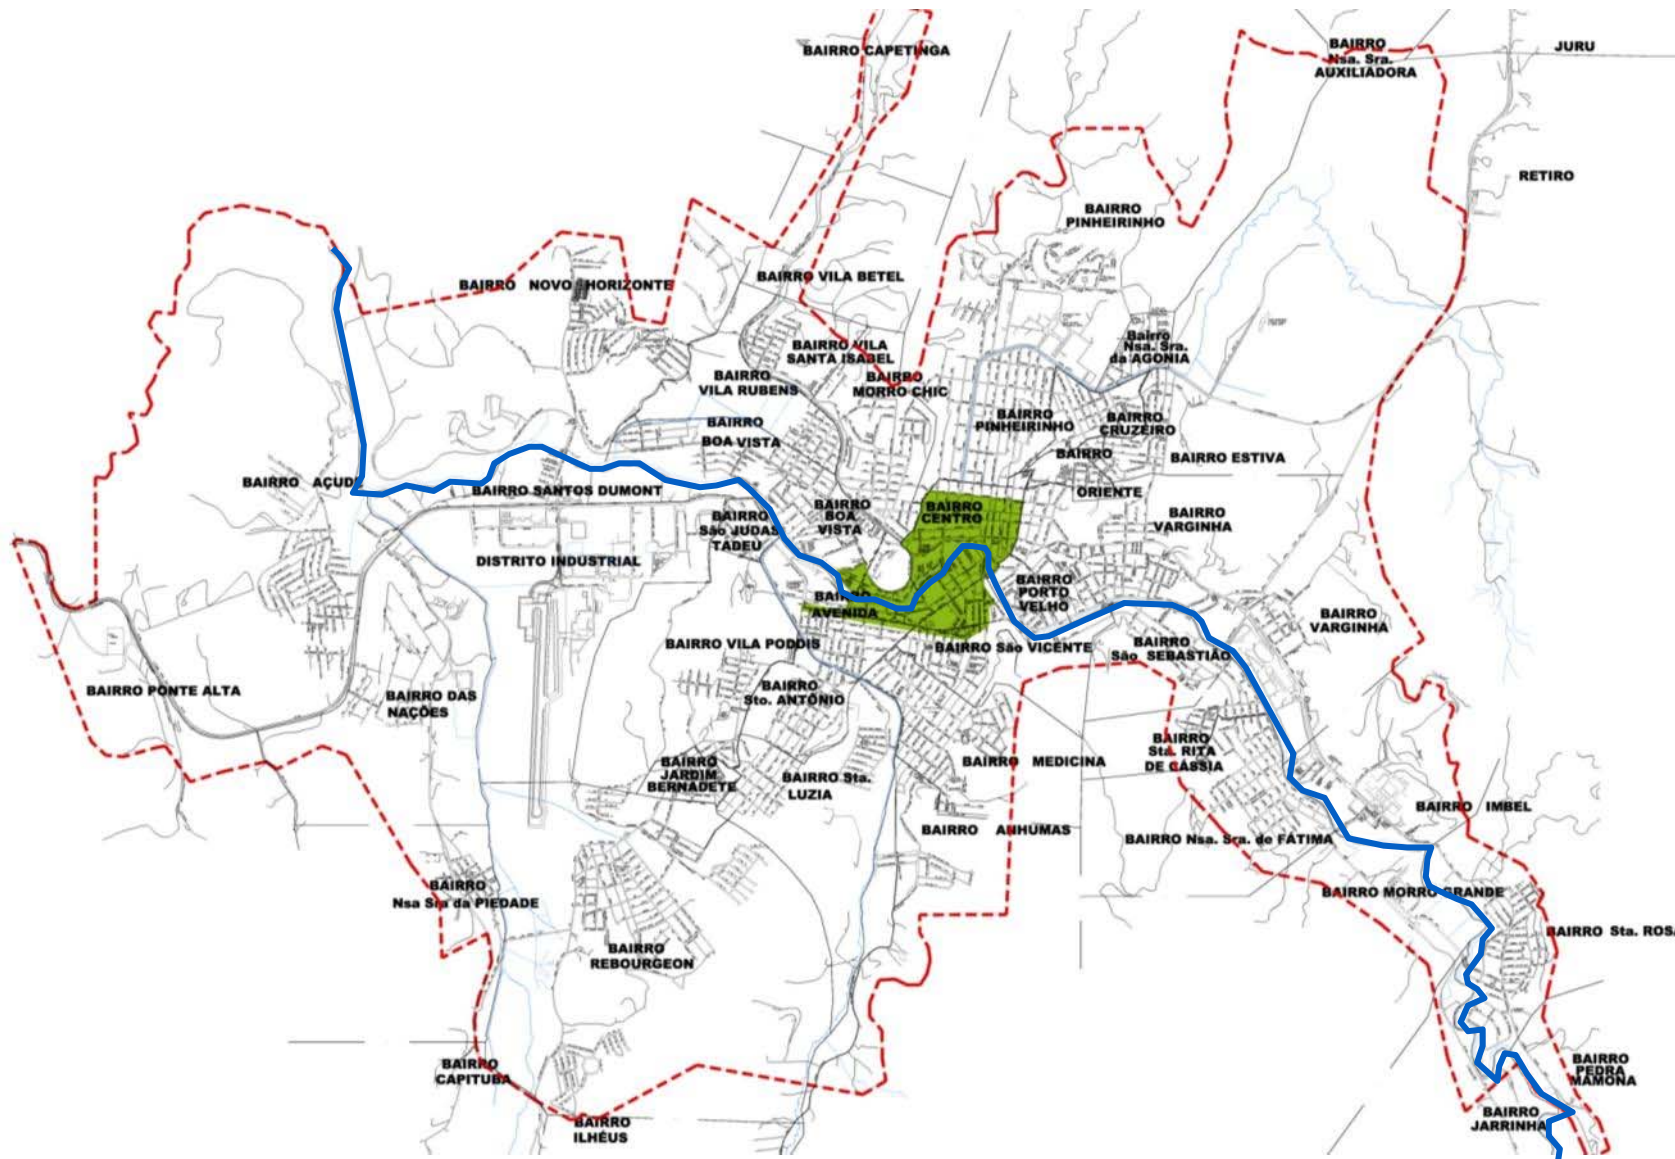 BAIRRO CAPETINGA
BAIRRO
Nsa. Sra.
AUXILIADORA
JURU
RETIRO
BAIRRO
PINHEIRINHO
BAIRRO NOVO HORIZONTE
BAIRRO VILA BETEL
BAIRRO VILA
SANTA ISABEL
Bairro
Nsa. Sra.
da AGONIA
BAIRRO
VILA RUBENS
BAIRRO
MORRO CHIC
BAIRRO
PINHEIRINHO
BAIRRO
CRUZEIRO
BAIRRO
BOA VISTA
BAIRRO
ORIENTE
BAIRRO ESTIVA
BAIRRO AÇUDE
BAIRRO SANTOS DUMONT
BAIRRO
São JUDAS
TADEU
BAIRRO
BOA
VISTA
BAIRRO
CENTRO
BAIRRO
VARGINHA
DISTRITO INDUSTRIAL
BAIRRO
AVENIDA
BAIRRO
PORTO
VELHO
BAIRRO
VARGINHA
BAIRRO VILA PODDIS
BAIRRO São VICENTE
BAIRRO
São SEBASTIÃO
BAIRRO PONTE ALTA
BAIRRO DAS
NAÇÕES
BAIRRO
Sto. ANTÔNIO
BAIRRO
JARDIM
BERNADETE
BAIRRO Sta.
LUZIA
BAIRRO MEDICINA
BAIRRO
Sta. RITA
DE CÁSSIA
BAIRRO IMBEL
BAIRRO ANHUMAS
BAIRRO Nsa. Sra. de FÁTIMA
BAIRRO
Nsa Sra da PIEDADE
BAIRRO MORRO GRANDE
BAIRRO
REBOURGEON
BAIRRO Sta. ROSA
BAIRRO
CAPITUBA
BAIRRO
PEDRA
MAMONA
BAIRRO
ILHÉUS
BAIRRO
JARRINHA